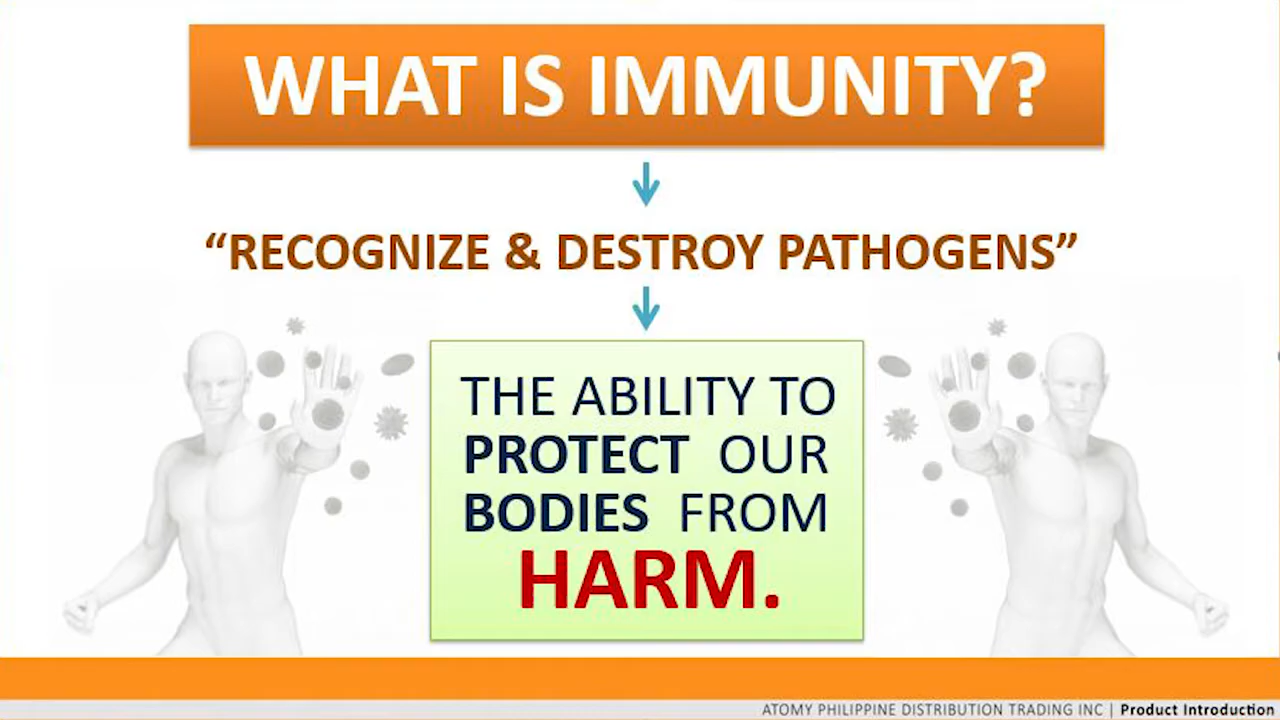 WHAT IS IMMUNITY?
“RECOGNIZE & DESTROY PATHOGENS”
THE ABILITY TO
PROTECT OUR
BODIES FROM
HARM.
ATOMY PHILIPPINE DISTRIBUTION TRADING INC | Product Introduction